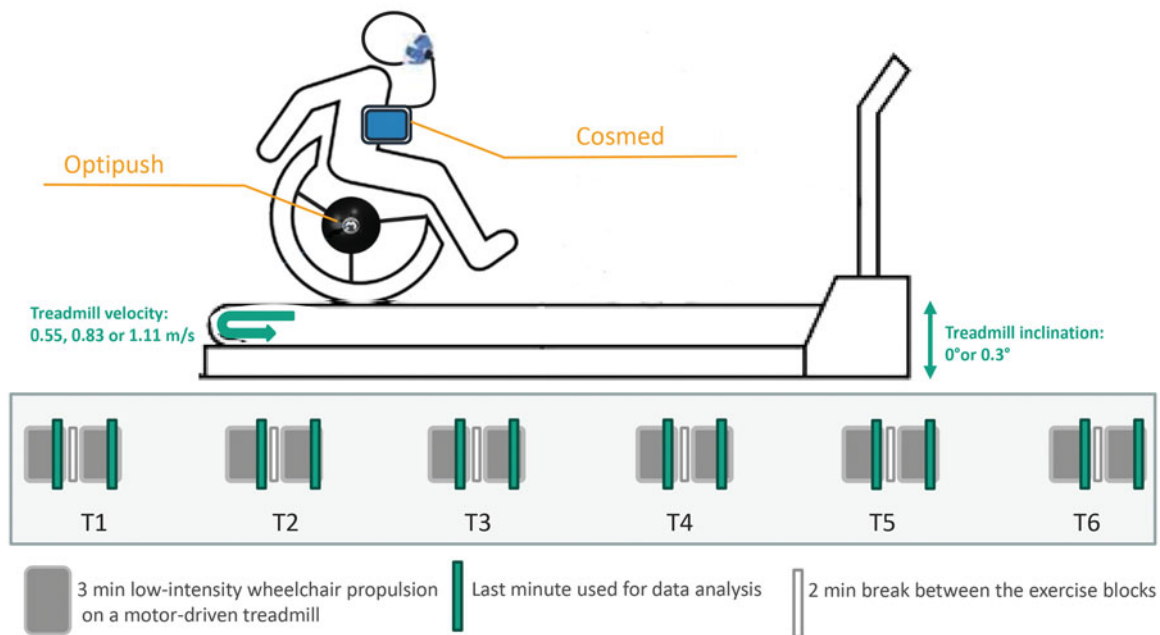 Optipush
Cosmed
Treadmill velocity:
0.55, 0.83 or 1.11 m/s
Treadmill inclination:
0°or 0.3°
T1
T2
T3
T4
T5
T6
3 min low-intensity wheelchair propulsion
on a motor-driven treadmill
Last minute used for data analysis
2 min break between the exercise blocks